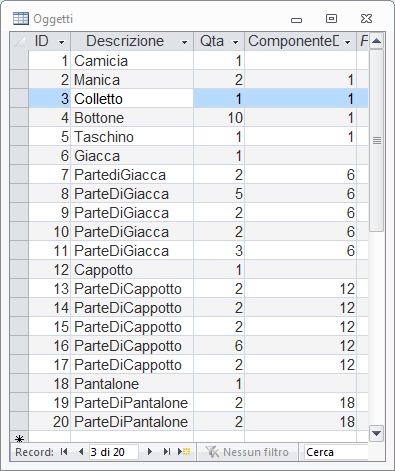 Oggetti
ID Descrizione Qta ComponenteD F
1 Camicia 1
2 Manica 2 1
3 Colletto 1 1
4 Bottone 10 1
5 Taschino 1 1
6 Giacca 1
7 PartediGiacca 2 6
8 ParteDiGiacca 5 6
9 ParteDiGiacca 2 6
10 ParteDiGiacca 2 6
11 ParteDiGiacca 3 6
12 Cappotto 1
13 ParteDiCappotto 2 12
14 ParteDiCappotto 2 12
15 ParteDiCappotto 2 12
16 ParteDiCappotto 6 12
17 ParteDiCappotto 2 12
18 Pantalone 1
19 ParteDiPantalone 2 18
20 ParteDiPantalone 2 18
Record: 3 di 20 Nessun filtro Cerca